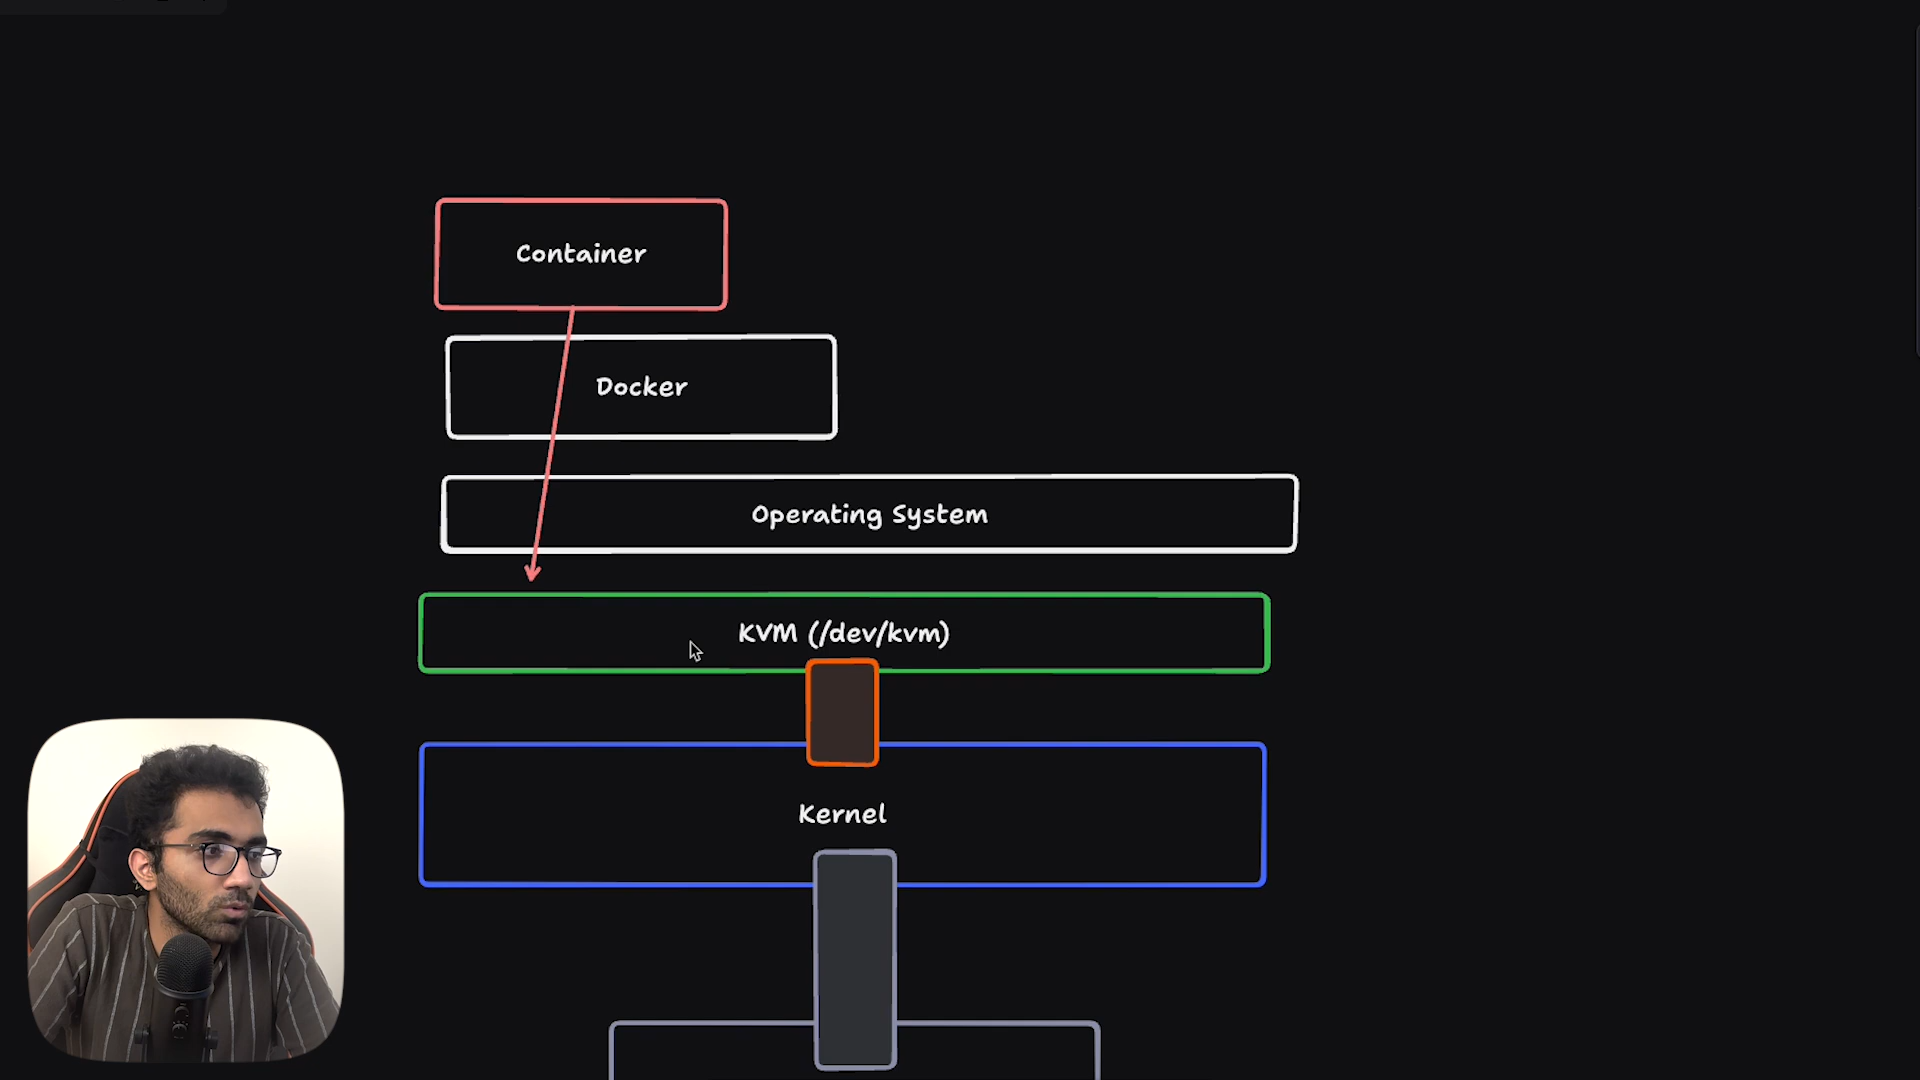 Container
Docker
Operating System
KVM (/dev/kvm)
Kernel